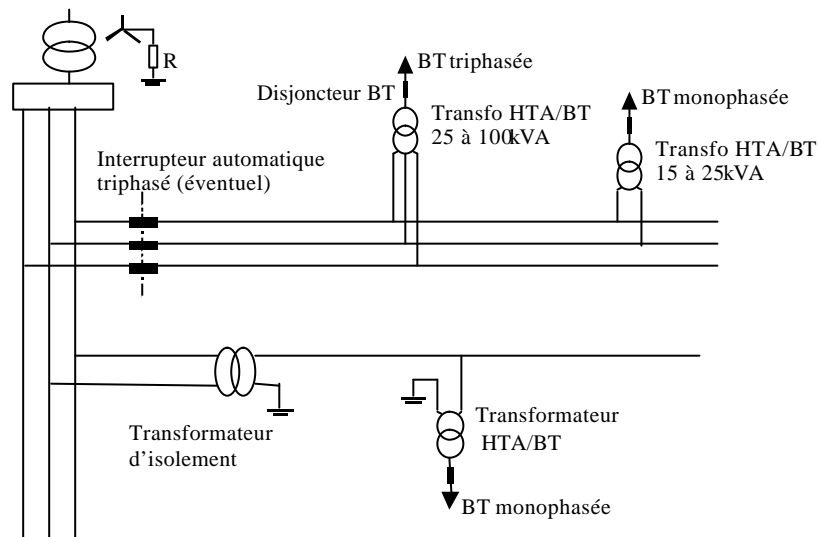 R
BT triphasée
Disjoncteur BT
Transfo HTA/BT
25 à 100kVA
BT monophasée
Transfo HTA/BT
15 à 25kVA
Interrupteur automatique
triphasé (éventuel)
Transformateur
d'isolement
Transformateur
HTA/BT
BT monophasée